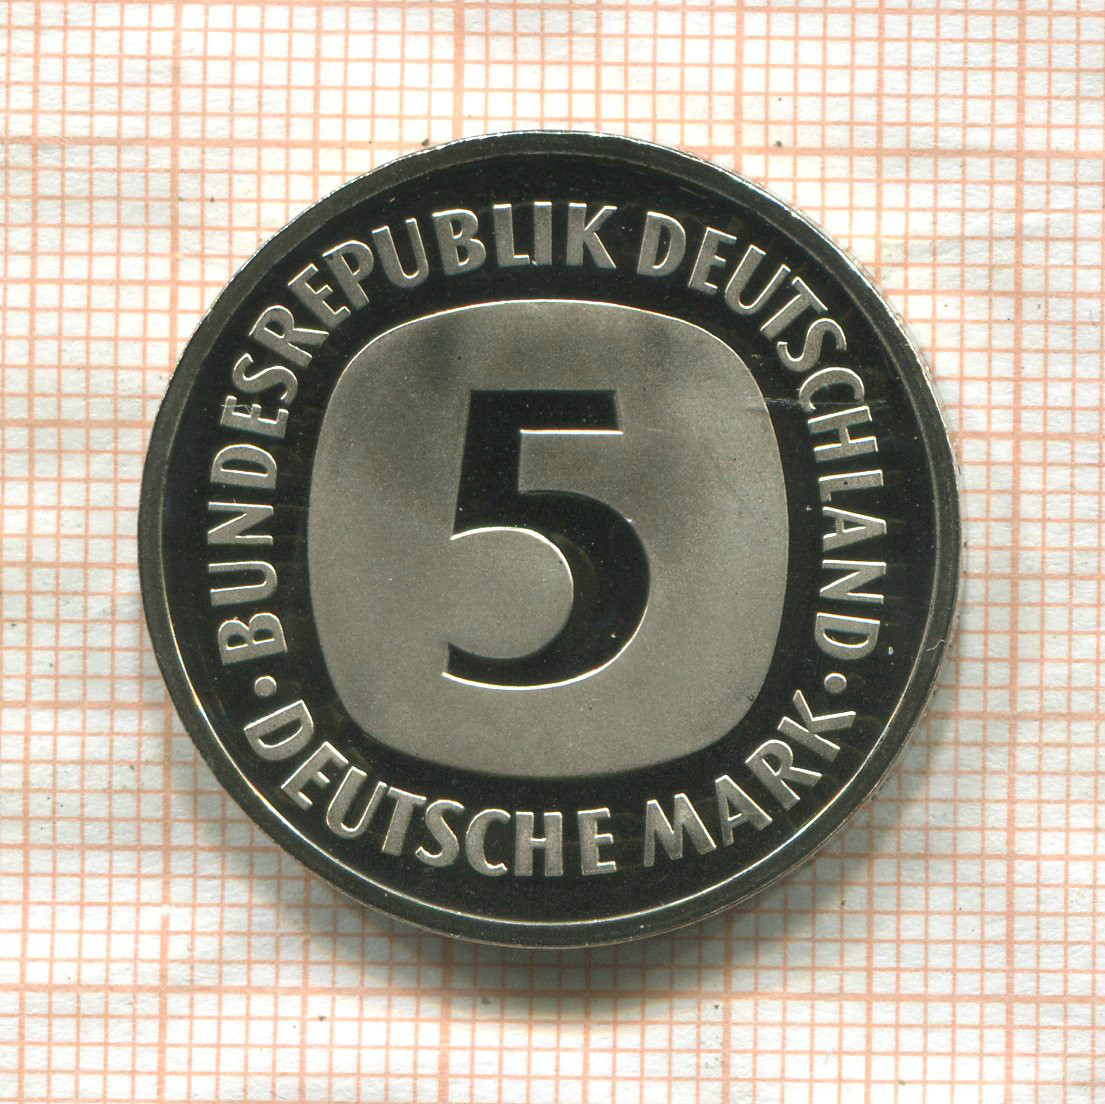 BUNDESREPUBLIK DEUTSCHLAND
5
· DEUTSCHE MARK ·